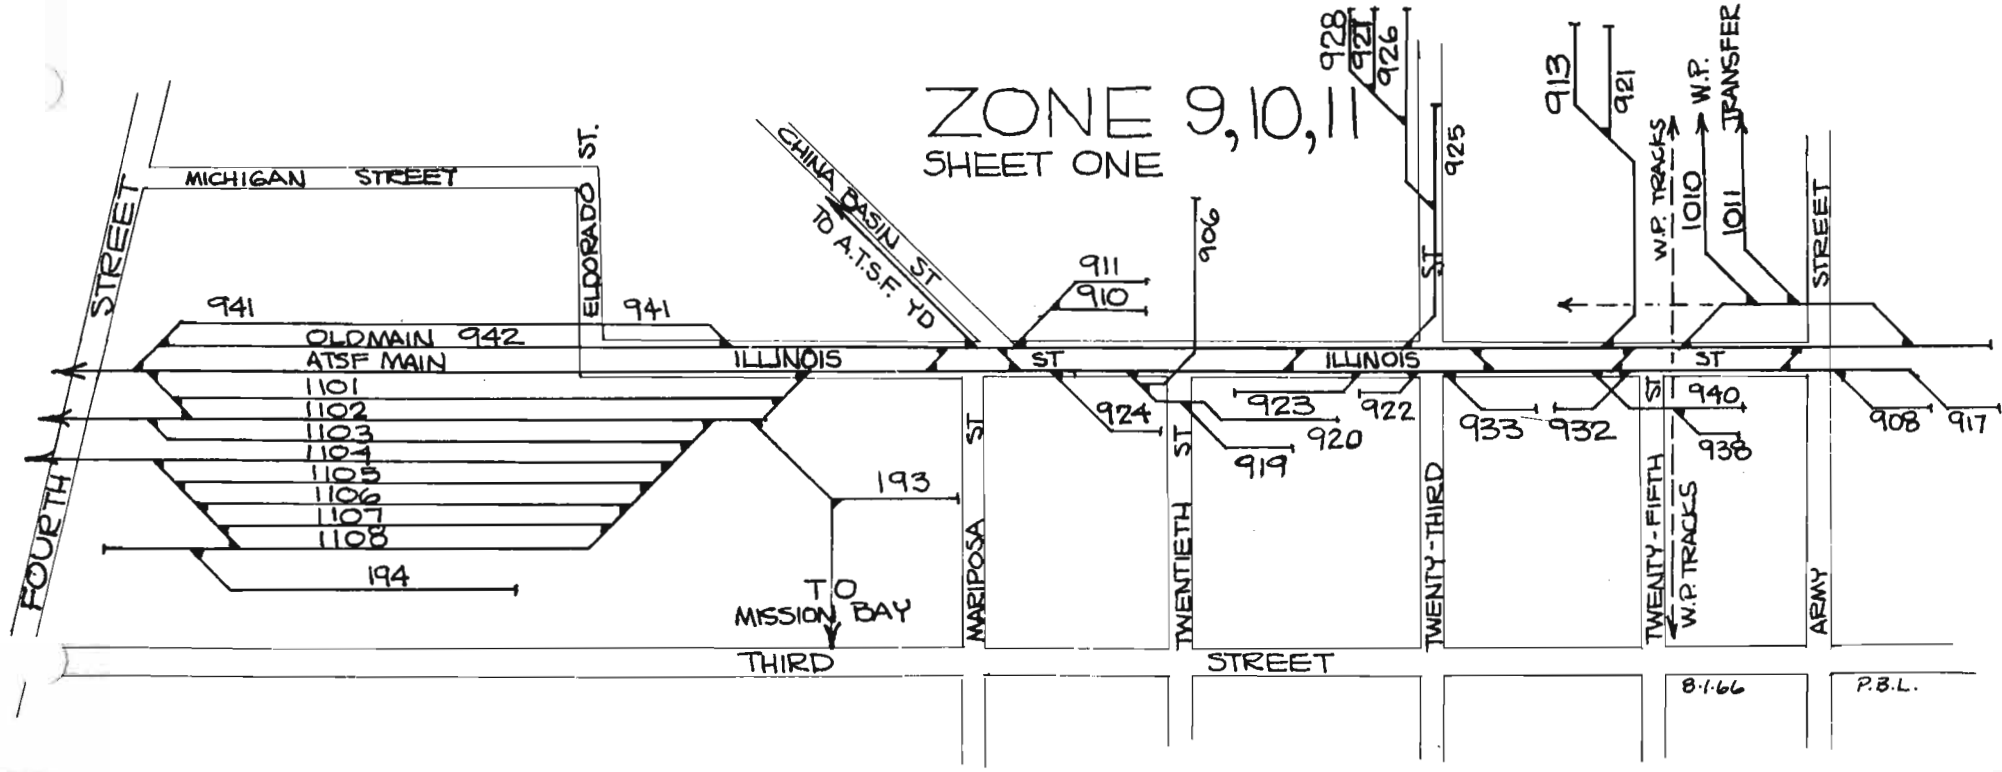 ZONE 9,10,11
SHEET ONE
FOURTH STREET
MICHIGAN STREET
ELDORADO ST.
CHINA BASIN ST
TO A.T.S.F. YD
941
941
OLD MAIN 942
ATSF MAIN
1101
1102
1103
1104
1105
1106
1107
1108
194
193
TO
MISSION BAY
ILLINOIS ST
ILLINOIS ST
911
910
906
928
921
926
925
ST
913
921
W.P. TRACKS
1010
W.P.
1011
TRANSFER
924
923
922
920
919
933
932
940
938
908
917
MARIPOSA ST
TWENTIETH ST
TWENTY-THIRD
TWENTY-FIFTH ST
W.P. TRACKS
ARMY STREET
THIRD STREET
8.1.66
P.B.L.